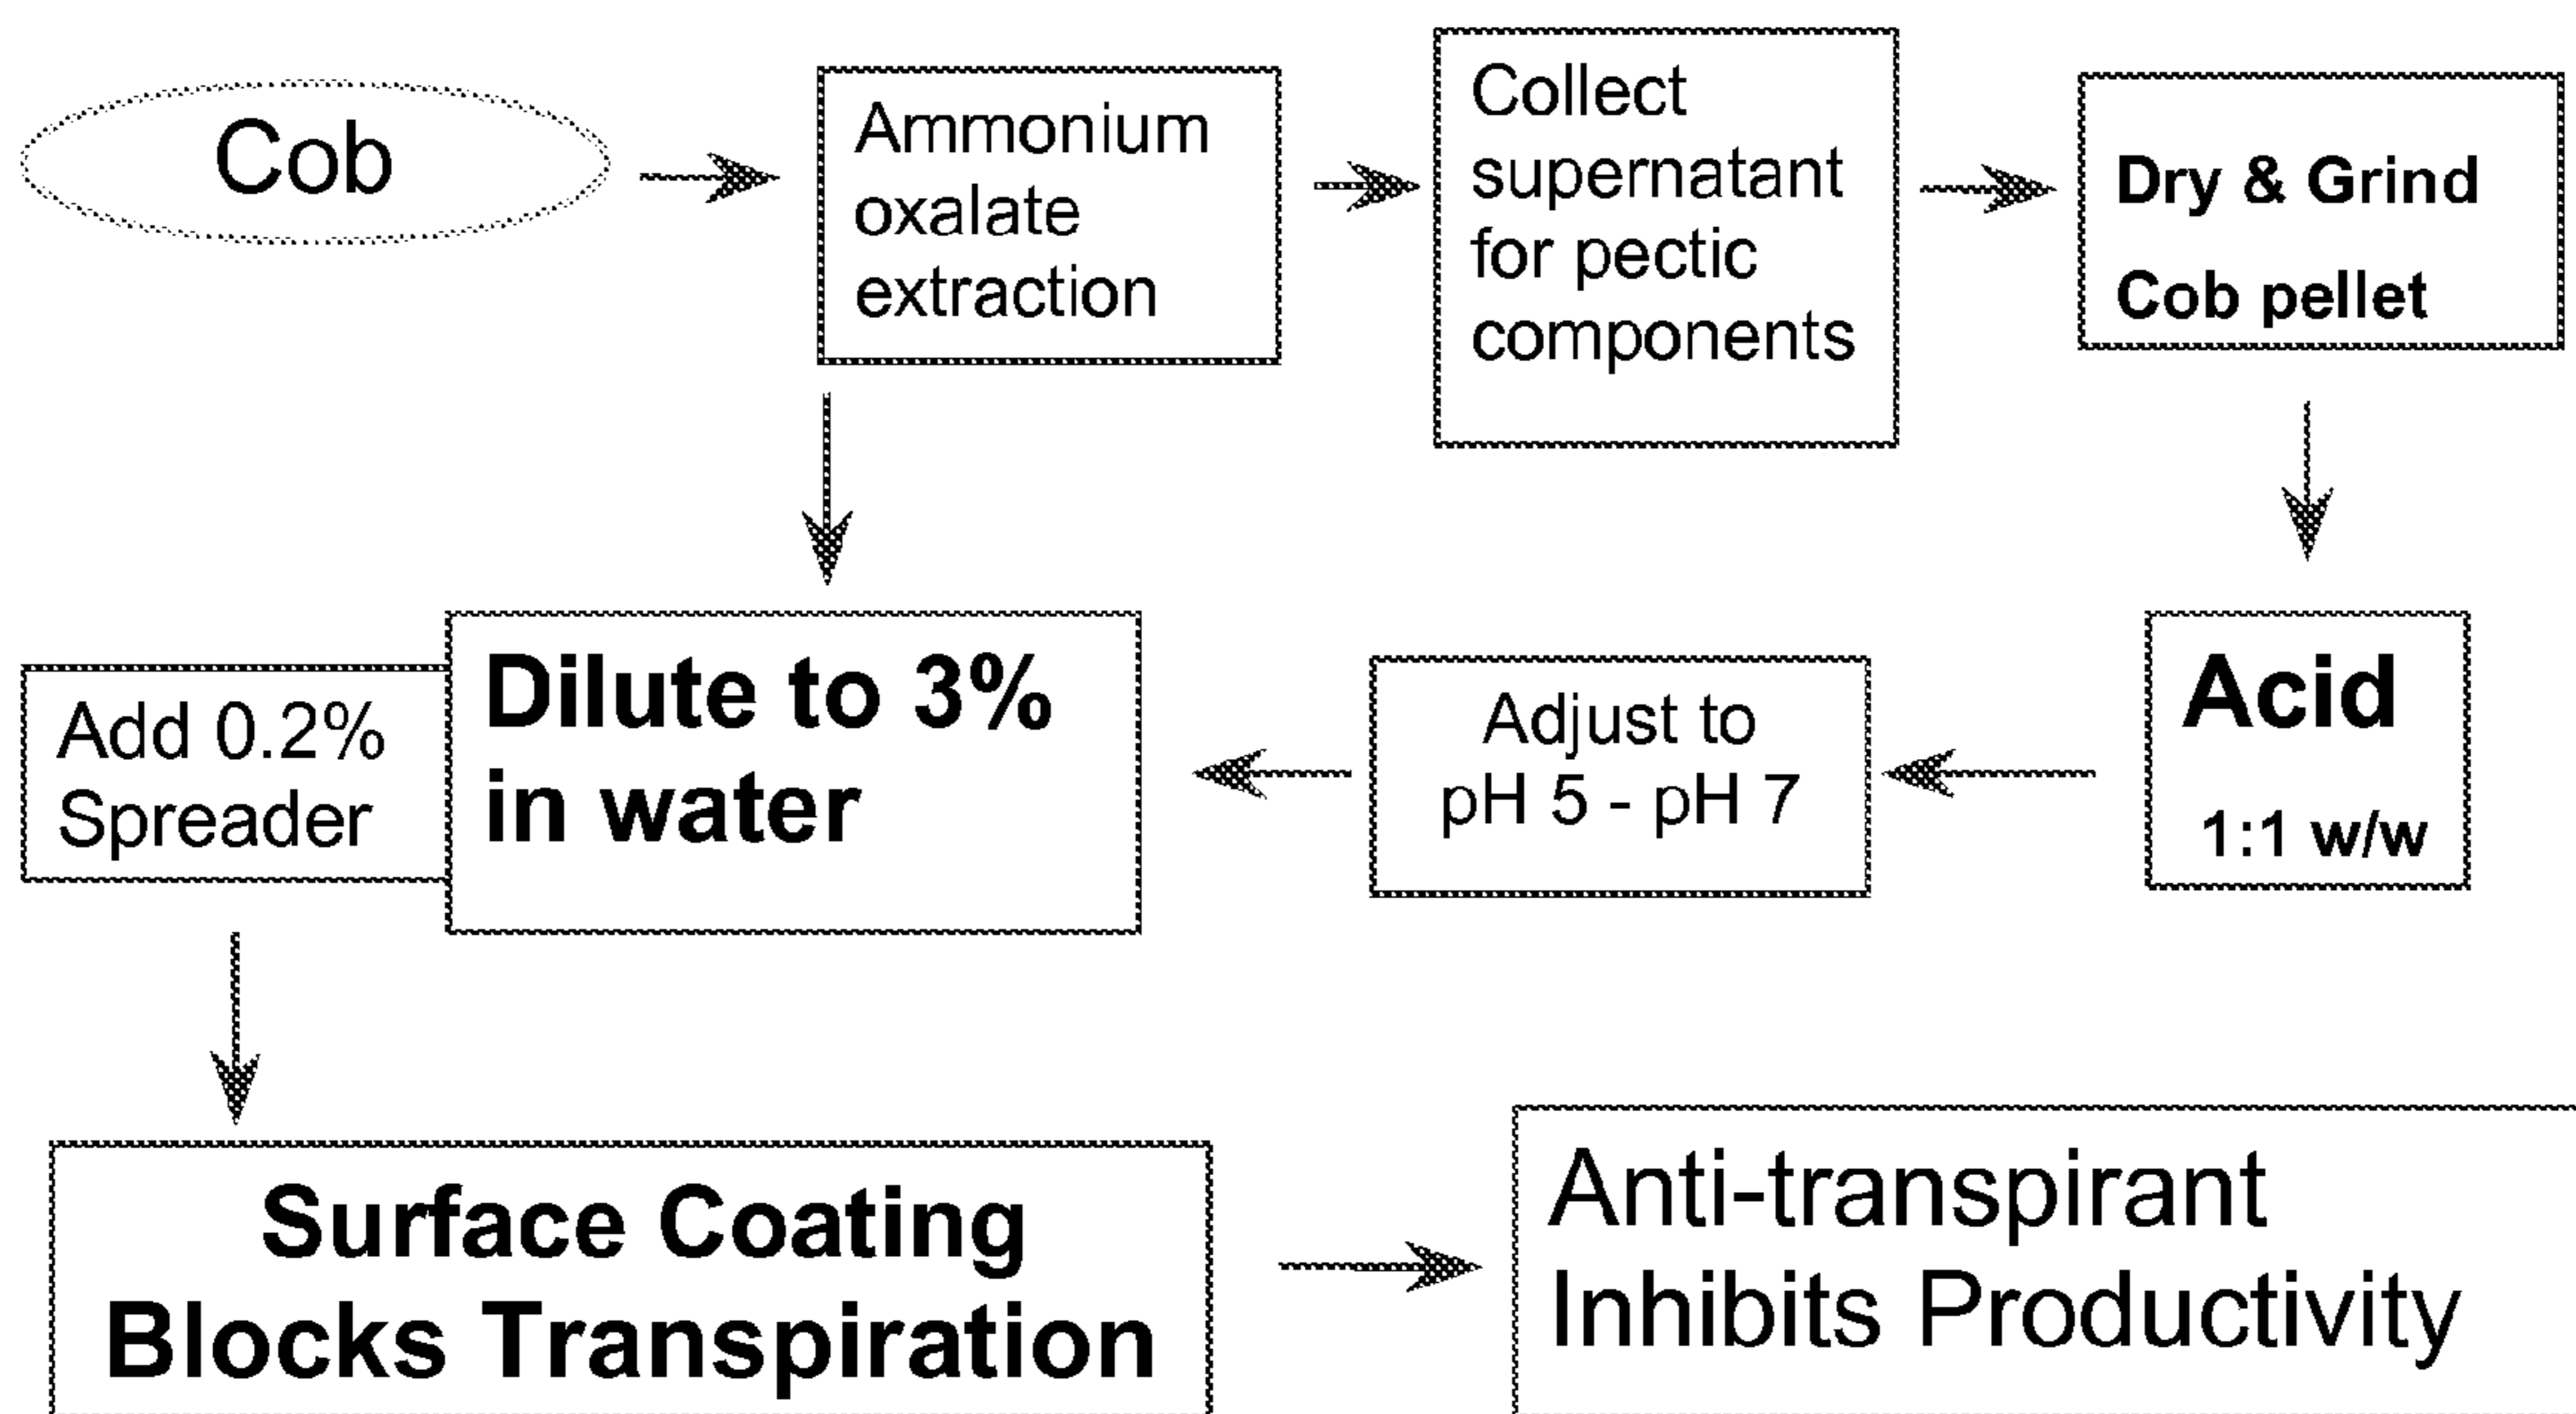 Cob
Ammonium
oxalate
extraction
Collect
supernatant
for pectic
components
Dry & Grind
Cob pellet
Add 0.2%
Spreader
Dilute to 3%
in water
Adjust to
pH 5 - pH 7
Acid
1:1 w/w
Surface Coating
Blocks Transpiration
Anti-transpirant
Inhibits Productivity